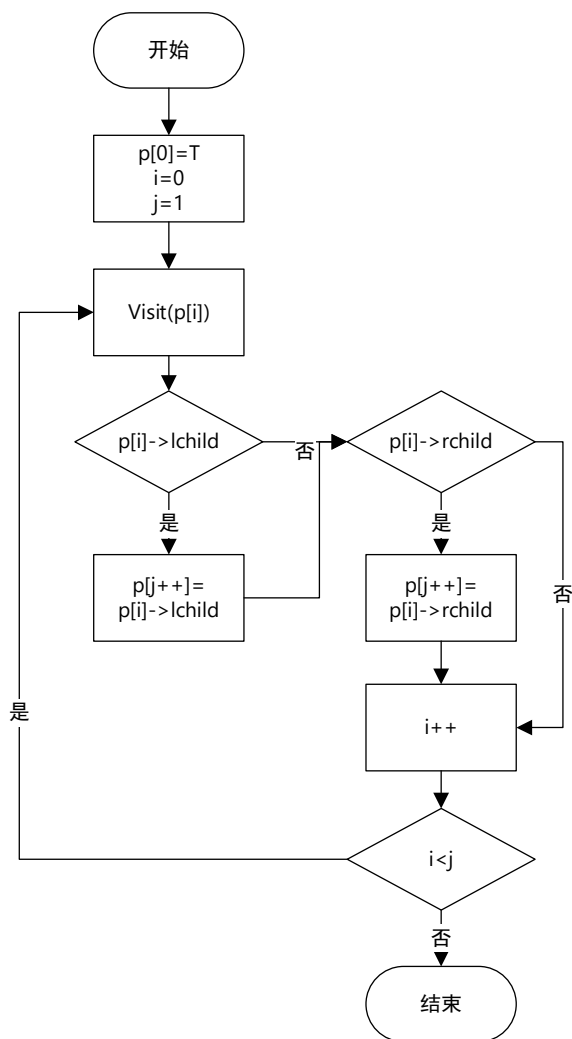 开始
p[0]=T
i=0
j=1
Visit(p[i])
p[i]->lchild
否
p[i]->rchild
是
是
p[j++]=
p[i]->lchild
p[j++]=
p[i]->rchild
否
是
i++
i<j
否
结束